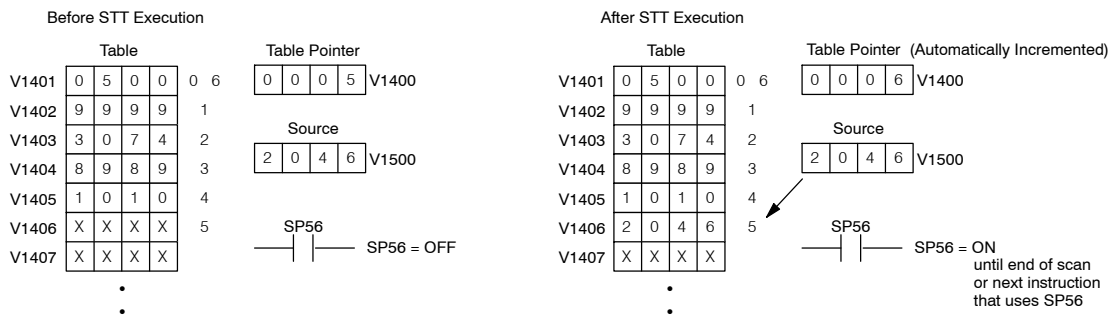 Before STT Execution
After STT Execution
Table
Table Pointer
Table
Table Pointer (Automatically Incremented)
V1401 0 5 0 0 0 6
0 0 0 5 V1400
V1401 0 5 0 0 0 6
0 0 0 6 V1400
V1402 9 9 9 9 1
V1402 9 9 9 9 1
Source
Source
V1403 3 0 7 4 2
V1403 3 0 7 4 2
2 0 4 6 V1500
2 0 4 6 V1500
V1404 8 9 8 9 3
V1404 8 9 8 9 3
V1405 1 0 1 0 4
V1405 1 0 1 0 4
V1406 X X X X 5
SP56
V1406 2 0 4 6 5
SP56
SP56 = OFF
SP56 = ON
V1407 X X X X
V1407 X X X X
until end of scan
or next instruction
that uses SP56